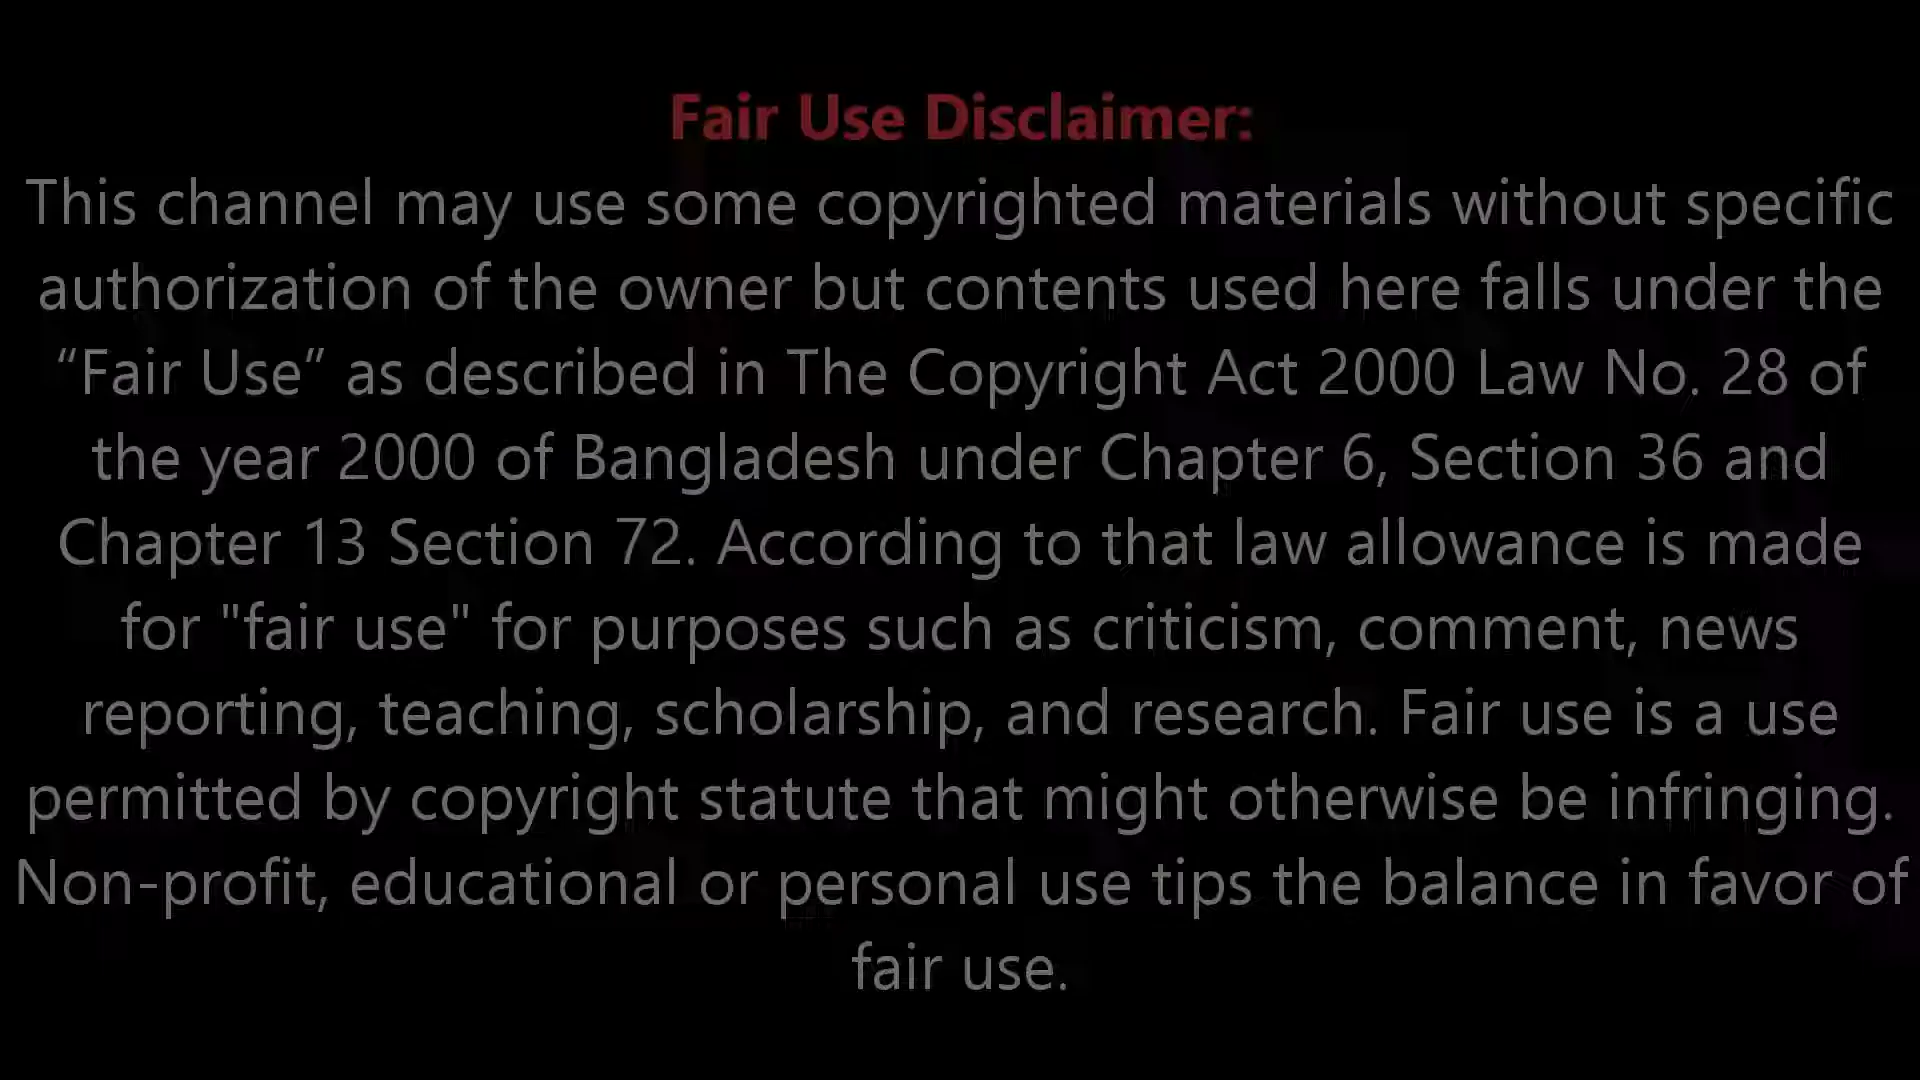 Fair Use Disclaimer:
This channel may use some copyrighted materials without specific
authorization of the owner but contents used here falls under the
“Fair Use” as described in The Copyright Act 2000 Law No. 28 of
the year 2000 of Bangladesh under Chapter 6, Section 36 and
Chapter 13 Section 72. According to that law allowance is made
for "fair use" for purposes such as criticism, comment, news
reporting, teaching, scholarship, and research. Fair use is a use
permitted by copyright statute that might otherwise be infringing.
Non-profit, educational or personal use tips the balance in favor of
fair use.